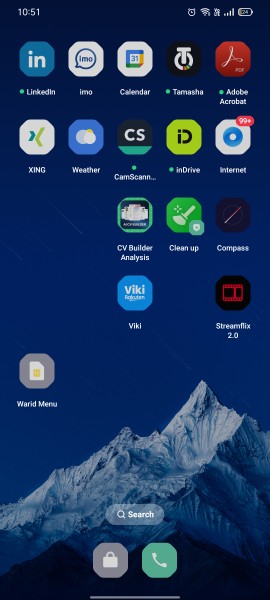 10:51
24
in
imo
31
PDF
LinkedIn
imo
Calendar
Tamasha
Adobe
Acrobat
CS
iD
99+
XING
Weather
CamScann...
inDrive
Internet
CV Builder
Analysis
Clean up
Compass
Viki
Rakuten
Viki
Streamflix
2.0
Warid Menu
Search